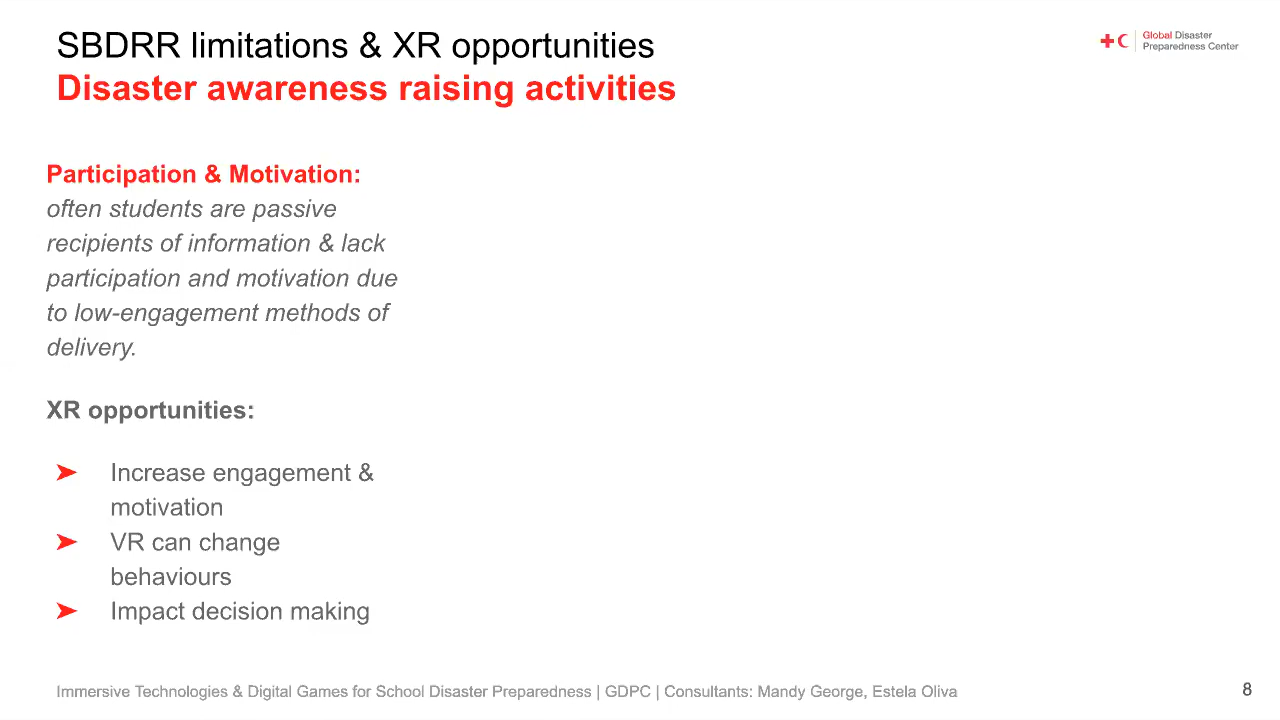 SBDRR limitations & XR opportunities
Disaster awareness raising activities
Global Disaster
Preparedness Center
Participation & Motivation:
often students are passive
recipients of information & lack
participation and motivation due
to low-engagement methods of
delivery.
XR opportunities:
➤ Increase engagement &
motivation
➤ VR can change
behaviours
➤ Impact decision making
Immersive Technologies & Digital Games for School Disaster Preparedness | GDPC | Consultants: Mandy George, Estela Oliva
8